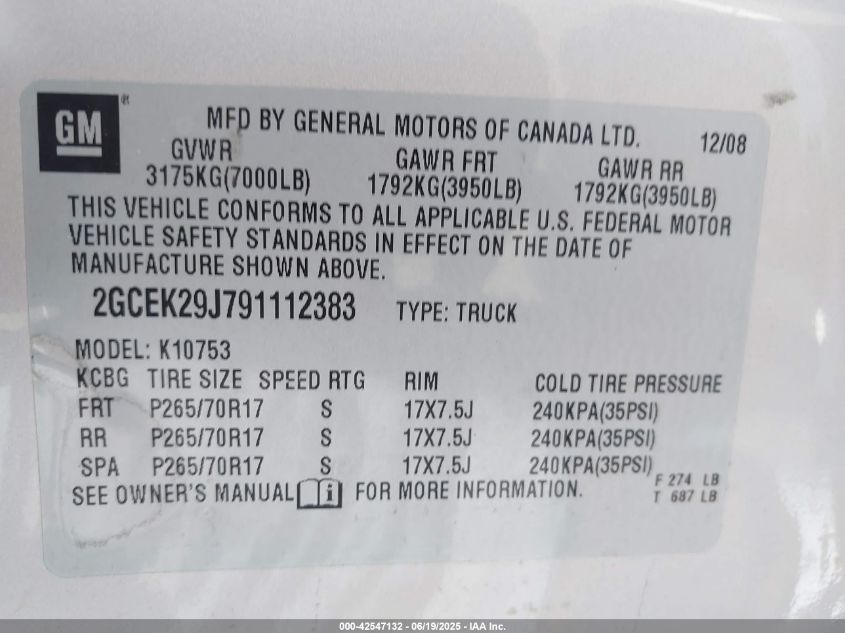 GM ®
MFD BY GENERAL MOTORS OF CANADA LTD. 12/08
GVWR GAWR FRT GAWR RR
3175KG(7000LB) 1792KG(3950LB) 1792KG(3950LB)
THIS VEHICLE CONFORMS TO ALL APPLICABLE U.S. FEDERAL MOTOR
VEHICLE SAFETY STANDARDS IN EFFECT ON THE DATE OF
MANUFACTURE SHOWN ABOVE.
2GCEK29J791112383 TYPE: TRUCK
MODEL: K10753
KCBG TIRE SIZE SPEED RTG RIM COLD TIRE PRESSURE
FRT P265/70R17 S 17X7.5J 240KPA(35PSI)
RR P265/70R17 S 17X7.5J 240KPA(35PSI)
SPA P265/70R17 S 17X7.5J 240KPA(35PSI)
F 274 LB
SEE OWNER'S MANUAL i FOR MORE INFORMATION. T 687 LB
000-42547132 - 06/19/2025 - IAA Inc.